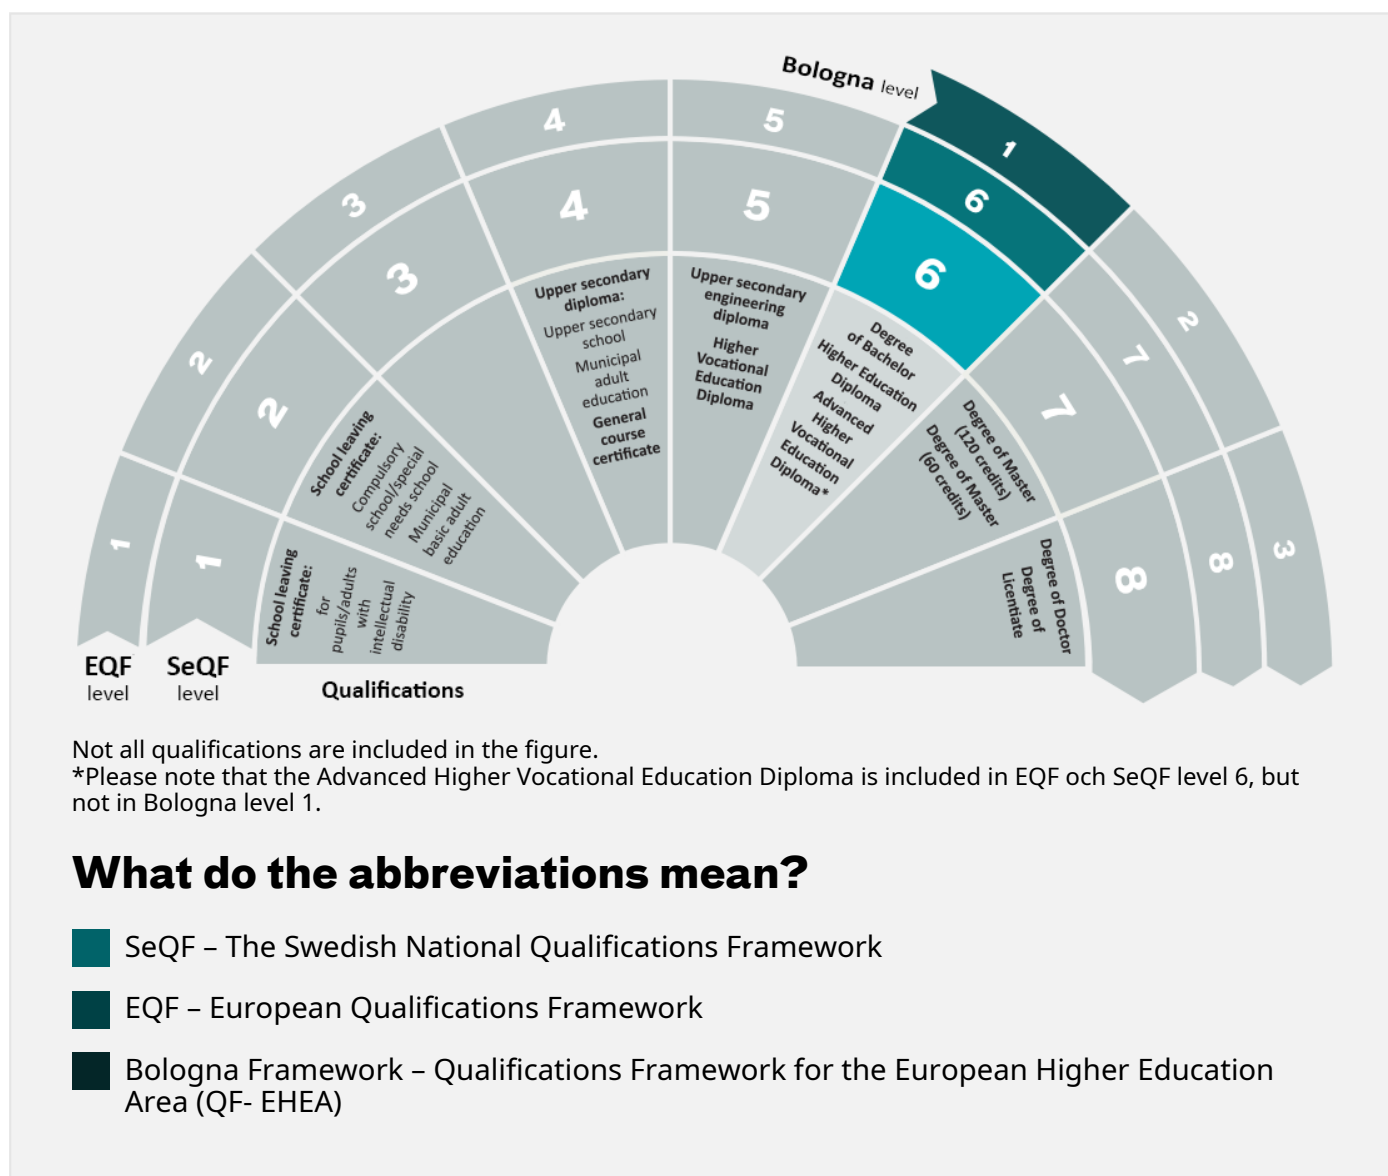 Bologna level
1
2
3
1
2
3
4
5
6
7
8
1
2
3
4
5
6
7
8
School leaving
certificate:
for
pupils/adults
with
intellectual
disability
School leaving
certificate:
Compulsory
school/special
needs school
Municipal
basic adult
education
Upper secondary
diploma:
Upper secondary
school
Municipal
adult
education
General
course
certificate
Upper secondary
engineering
diploma
Higher
Vocational
Education
Diploma
Degree
of Bachelor
Higher Education
Diploma
Advanced
Higher
Vocational
Education
Diploma*
Degree of Master
(120 credits)
Degree of Master
(60 credits)
Degree of Doctor
Degree of
Licentiate
EQF
level
SeQF
level
Qualifications
Not all qualifications are included in the figure.
*Please note that the Advanced Higher Vocational Education Diploma is included in EQF och SeQF level 6, but
not in Bologna level 1.
What do the abbreviations mean?
SeQF – The Swedish National Qualifications Framework
EQF – European Qualifications Framework
Bologna Framework – Qualifications Framework for the European Higher Education
Area (QF- EHEA)